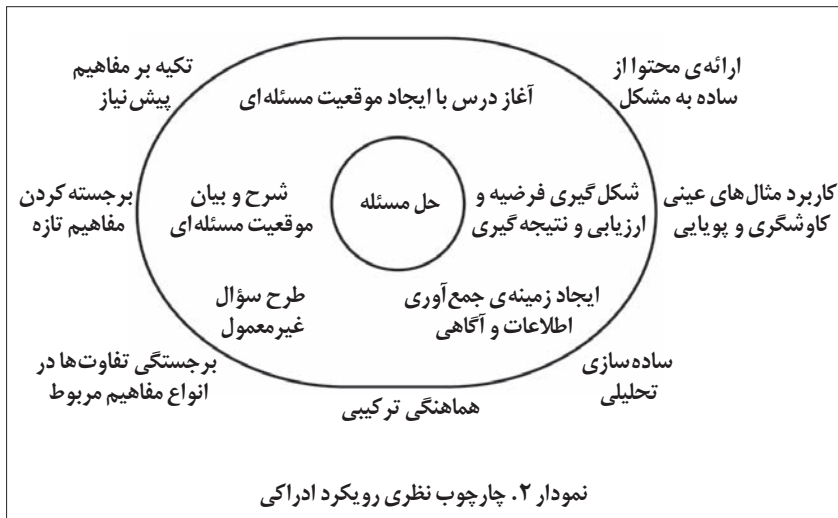 ارائه‌ی محتوا از
ساده به مشکل
تکیه بر مفاهیم
پیش‌نیاز
آغاز درس با ایجاد موقعیت مسئله‌ای
کاربرد مثال‌های عینی
کاوشگری و پویایی
شکل‌گیری فرضیه و
ارزیابی و نتیجه‌گیری
حل مسئله
شرح و بیان
موقعیت مسئله‌ای
برجسته کردن
مفاهیم تازه
ایجاد زمینه‌ی جمع‌آوری
اطلاعات و آگاهی
طرح سؤال
غیرمعمول
ساده‌سازی
تحلیلی
هماهنگی ترکیبی
برجستگی تفاوت‌ها در
انواع مفاهیم مربوط
نمودار ۲. چارچوب نظری رویکرد ادراکی